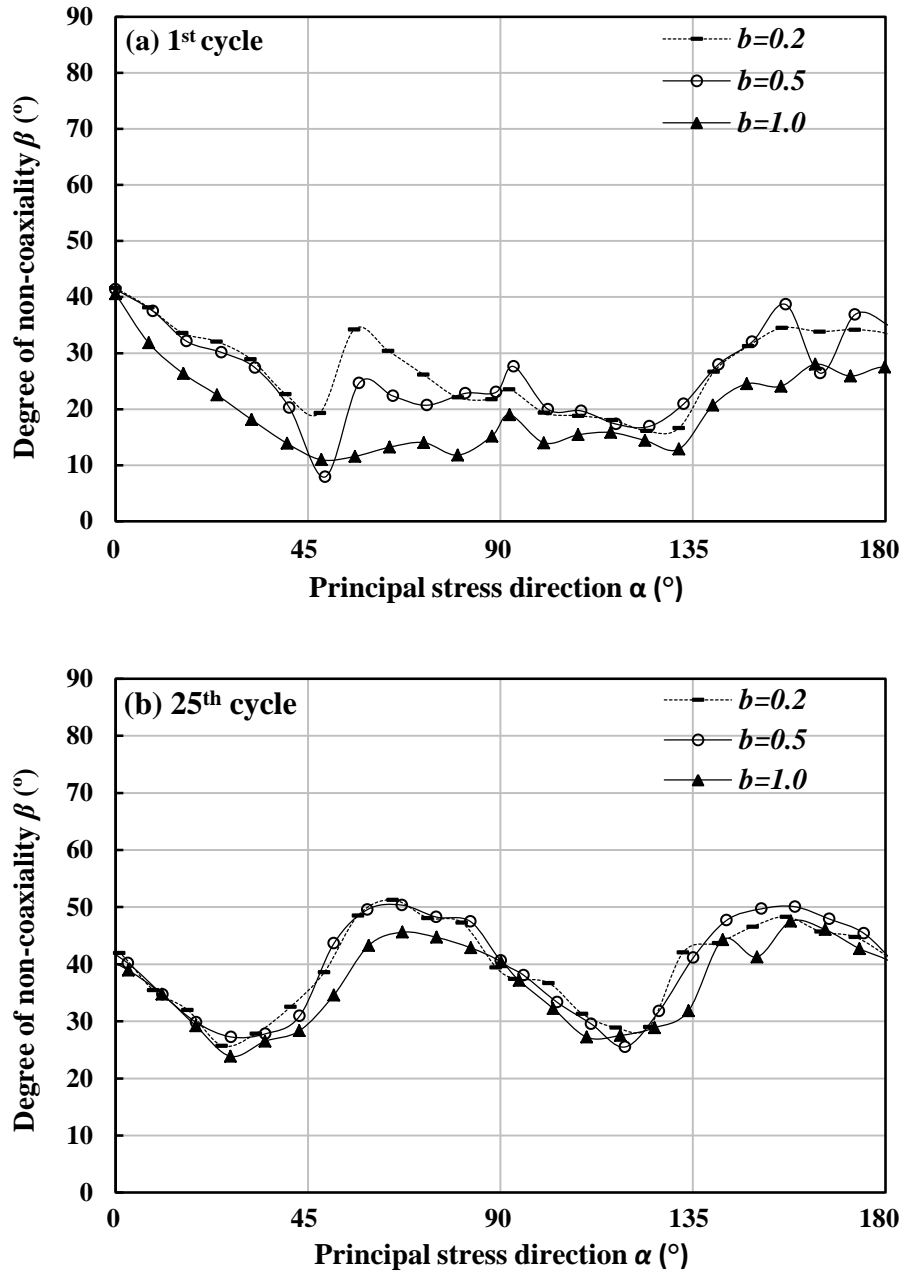 (a) 1st cycle
b=0.2
b=0.5
b=1.0
90
80
70
60
50
40
30
20
10
0
Degree of non-coaxiality β (º)
0 45 90 135 180
Principal stress direction α (°)
(b) 25th cycle
b=0.2
b=0.5
b=1.0
90
80
70
60
50
40
30
20
10
0
Degree of non-coaxiality β (º)
0 45 90 135 180
Principal stress direction α (°)